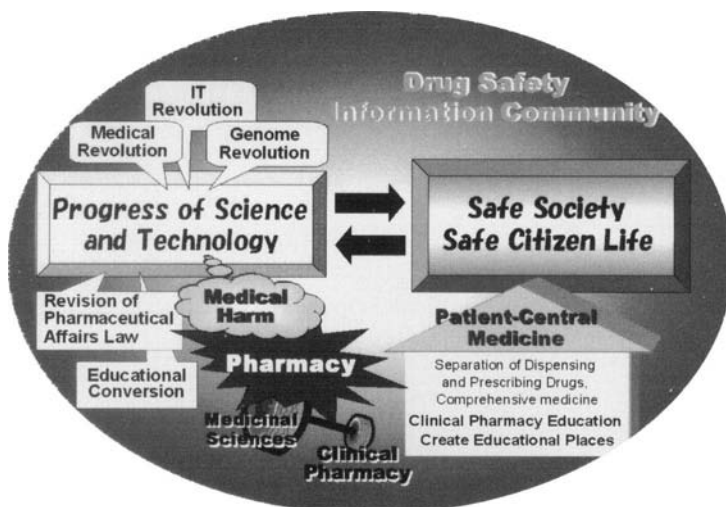 Drug Safety
Information Community
IT
Revolution
Medical
Revolution
Genome
Revolution
Progress of Science
and Technology
Safe Society
Safe Citizen Life
Revision of
Pharmaceutical
Affairs Law
Educational
Conversion
Medical
Harm
Pharmacy
Medicinal
Sciences
Clinical
Pharmacy
Patient-Central
Medicine
Separation of Dispensing
and Prescribing Drugs,
Comprehensive medicine
Clinical Pharmacy Education
Create Educational Places